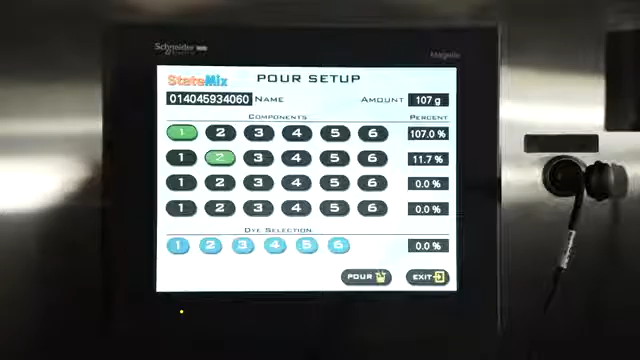 Schneider
Magelis
StateMix POUR SETUP
014045934060 NAME AMOUNT 107 g
COMPONENTS PERCENT
1 2 3 4 5 6 107.0 %
1 2 3 4 5 6 11.7 %
1 2 3 4 5 6 0.0 %
1 2 3 4 5 6 0.0 %
DYE SELECTION
1 2 3 4 5 6 0.0 %
POUR EXIT